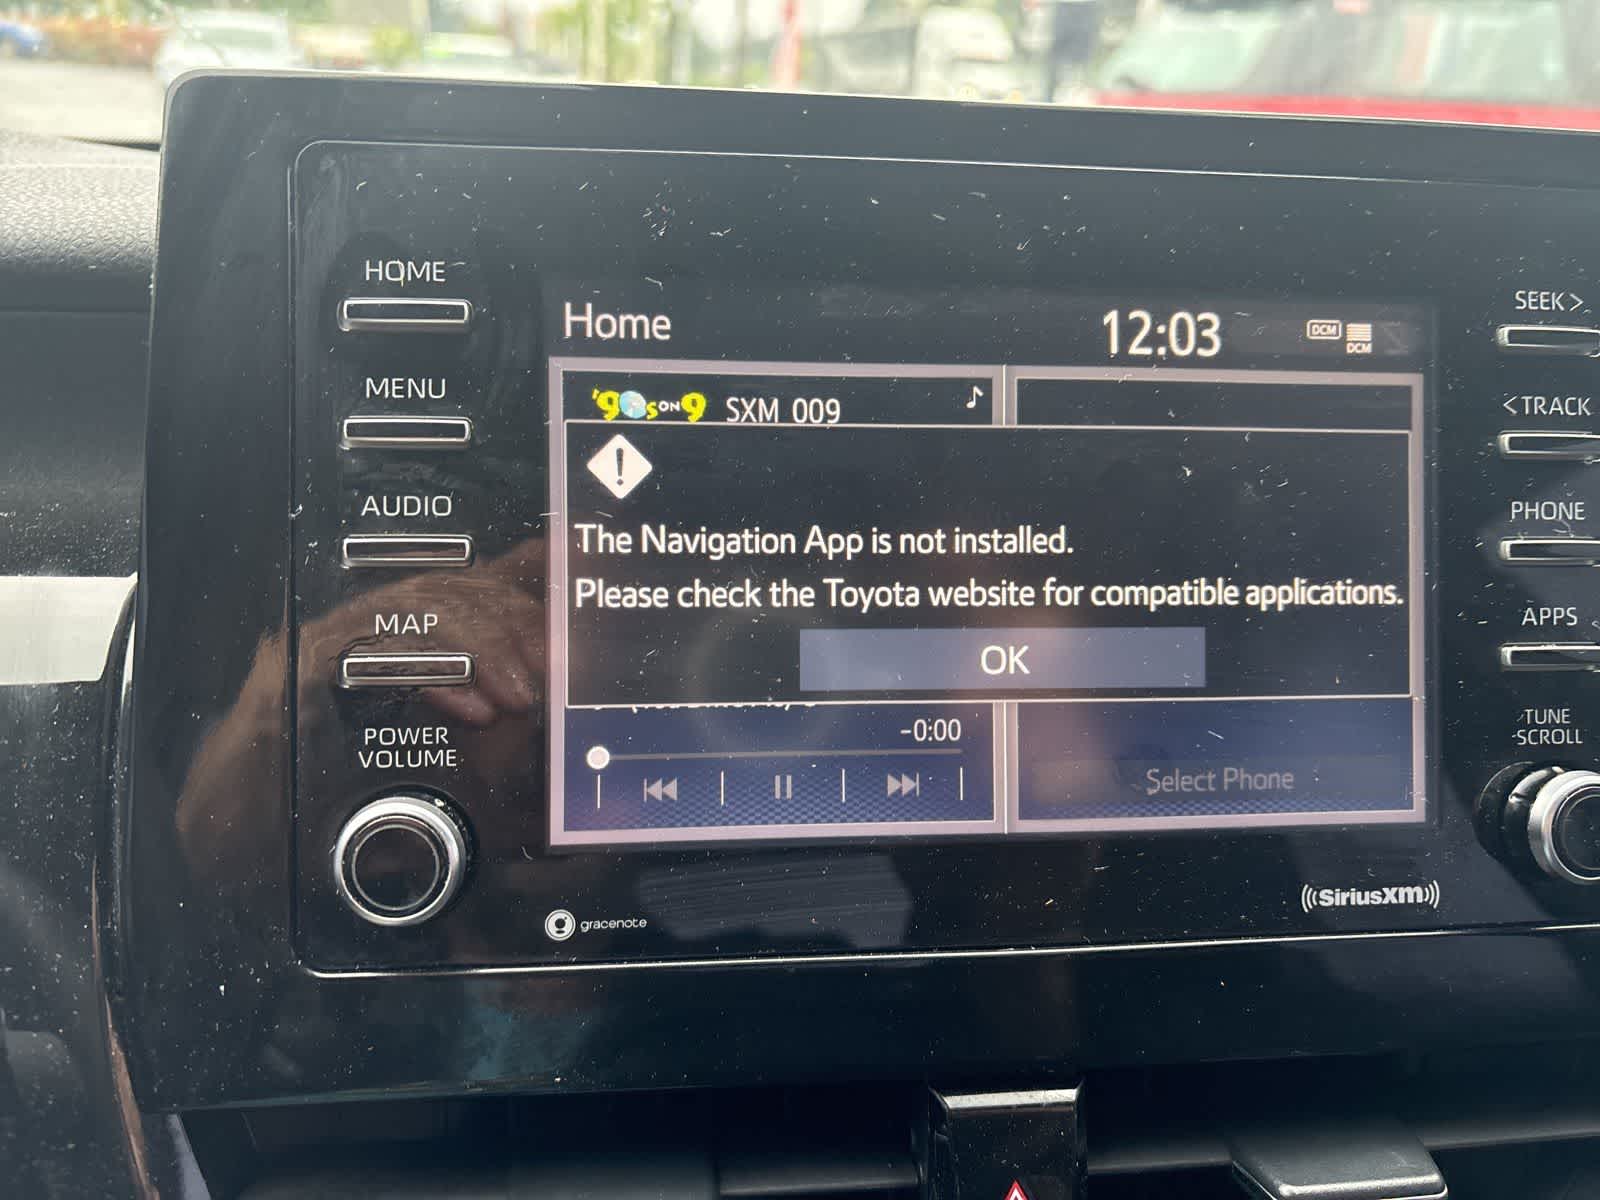 HOME
MENU
AUDIO
MAP
POWER
VOLUME
Home
12:03
DCM
DCM
'90s ON 9
SXM 009
The Navigation App is not installed.
Please check the Toyota website for compatible applications.
OK
-0:00
Select Phone
gracenote
((SiriusXM))
SEEK >
< TRACK
PHONE
APPS
TUNE
SCROLL